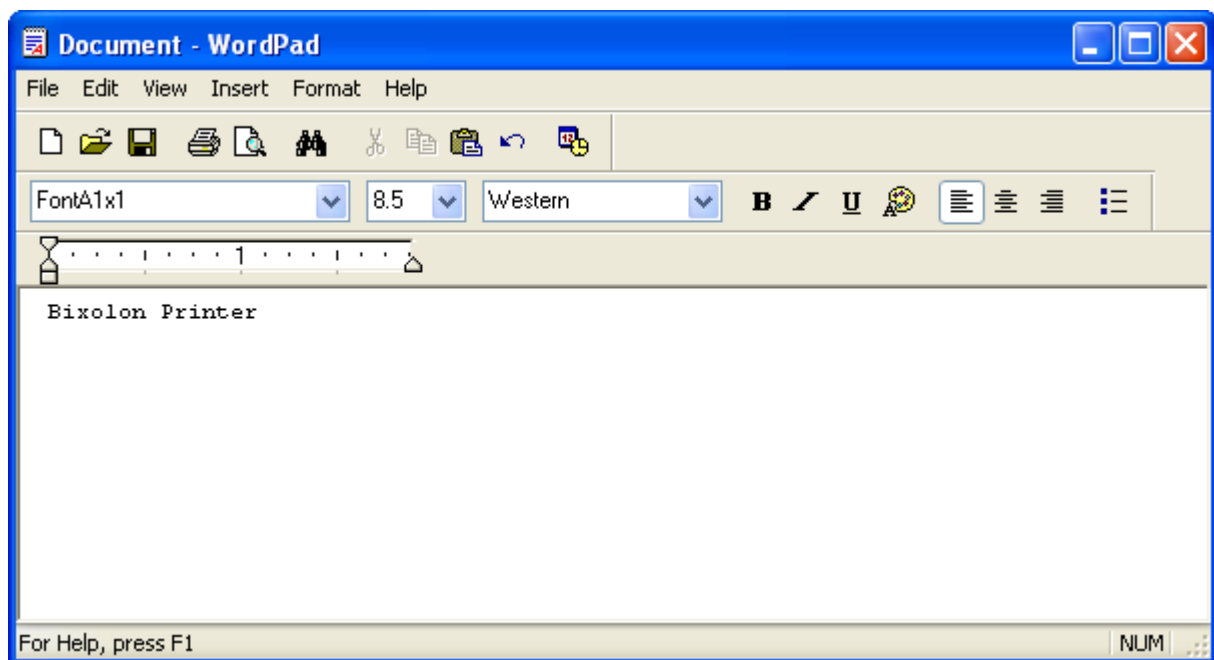 Document - WordPad
File Edit View Insert Format Help
FontA1x1 8.5 Western B / U
1
Bixolon Printer
For Help, press F1 NUM